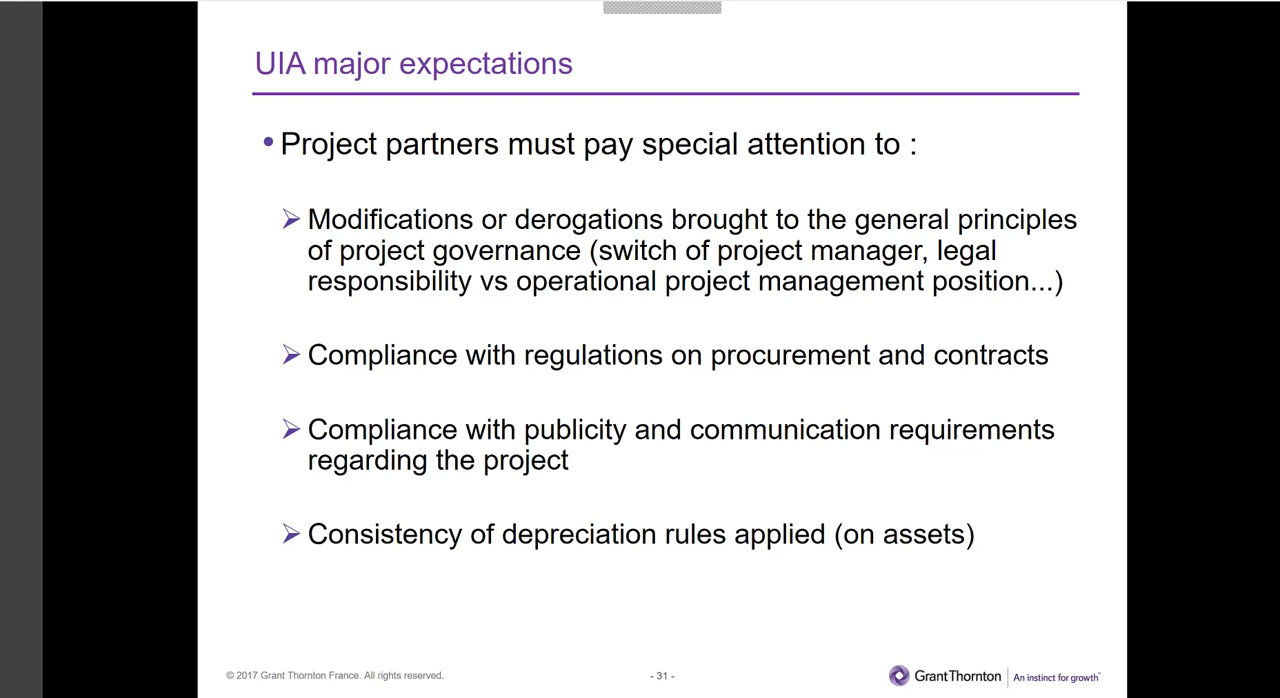 UIA major expectations
• Project partners must pay special attention to :
➢ Modifications or derogations brought to the general principles
of project governance (switch of project manager, legal
responsibility vs operational project management position...)
➢ Compliance with regulations on procurement and contracts
➢ Compliance with publicity and communication requirements
regarding the project
➢ Consistency of depreciation rules applied (on assets)
© 2017 Grant Thornton France. All rights reserved.
- 31 -
GrantThornton
An instinct for growth™